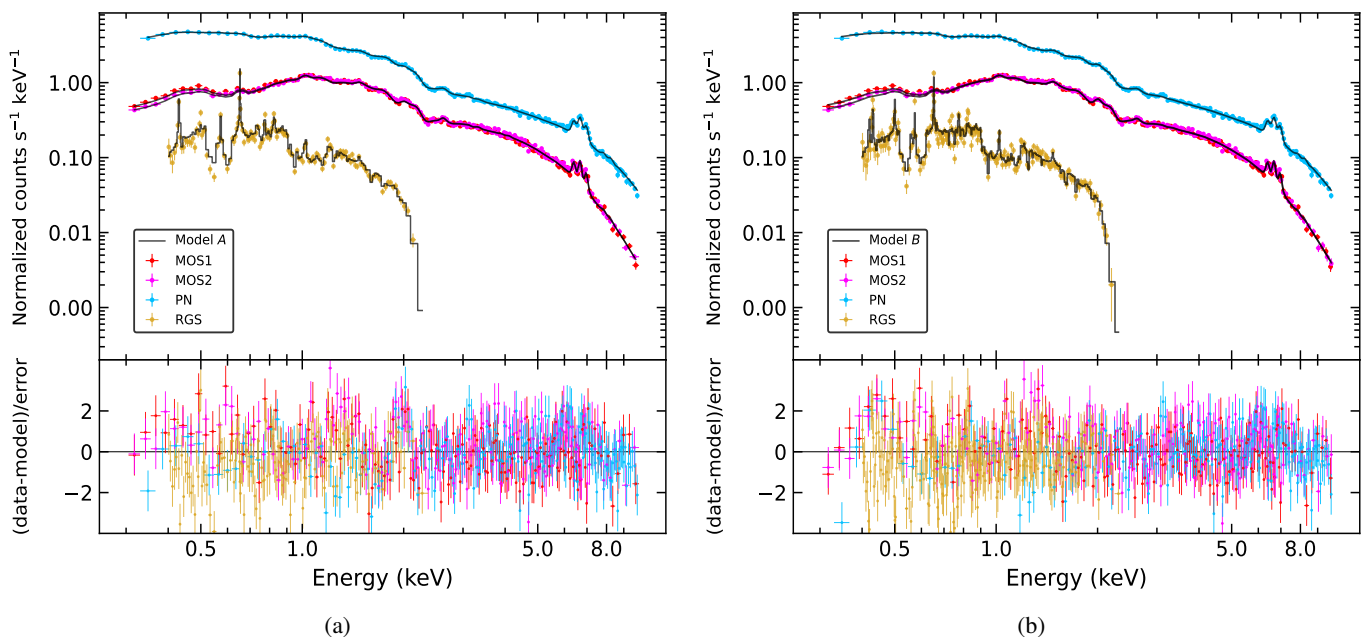 Normalized counts s⁻¹ keV⁻¹
1.00
0.10
0.01
0.00
Model A
MOS1
MOS2
PN
RGS
(data-model)/error
2
0
−2
0.5 1.0 5.0 8.0
Energy (keV)
(a)
Normalized counts s⁻¹ keV⁻¹
1.00
0.10
0.01
0.00
Model B
MOS1
MOS2
PN
RGS
(data-model)/error
2
0
−2
0.5 1.0 5.0 8.0
Energy (keV)
(b)